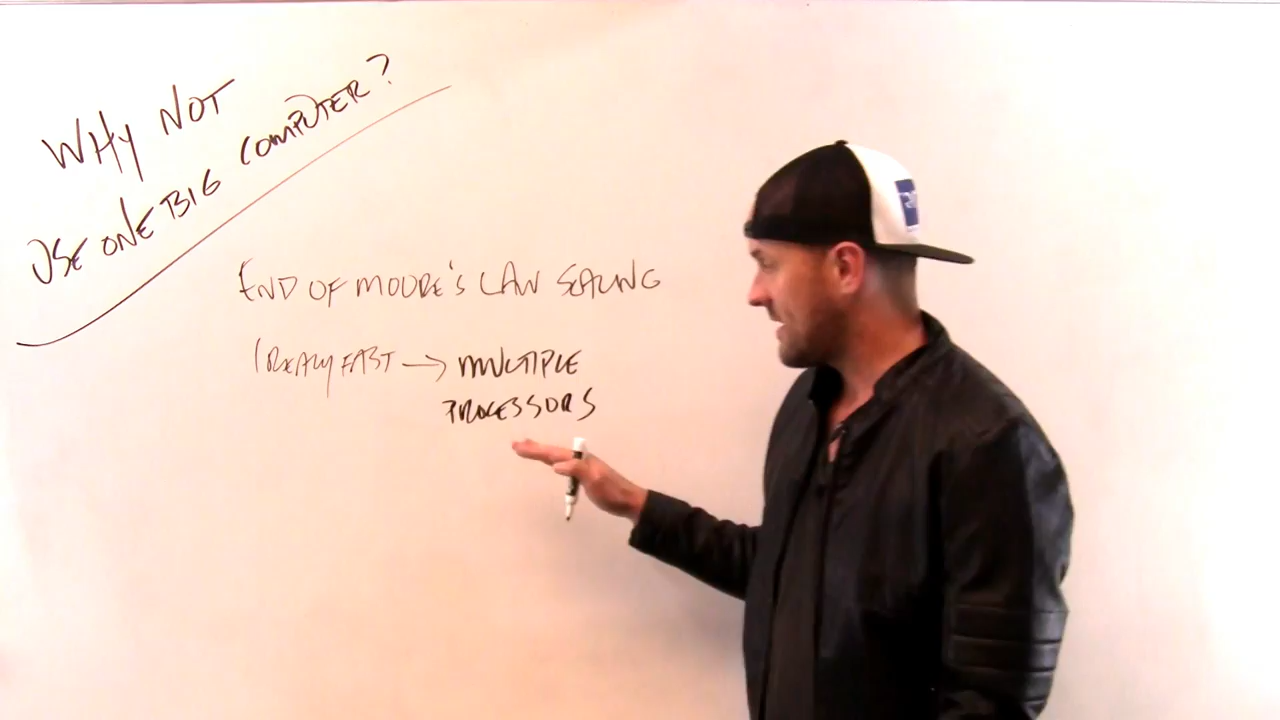 WHY NOT
USE ONE BIG COMPUTER?
END OF MOORE'S LAW SCALING
1 REALLY FAST → MULTIPLE
PROCESSORS